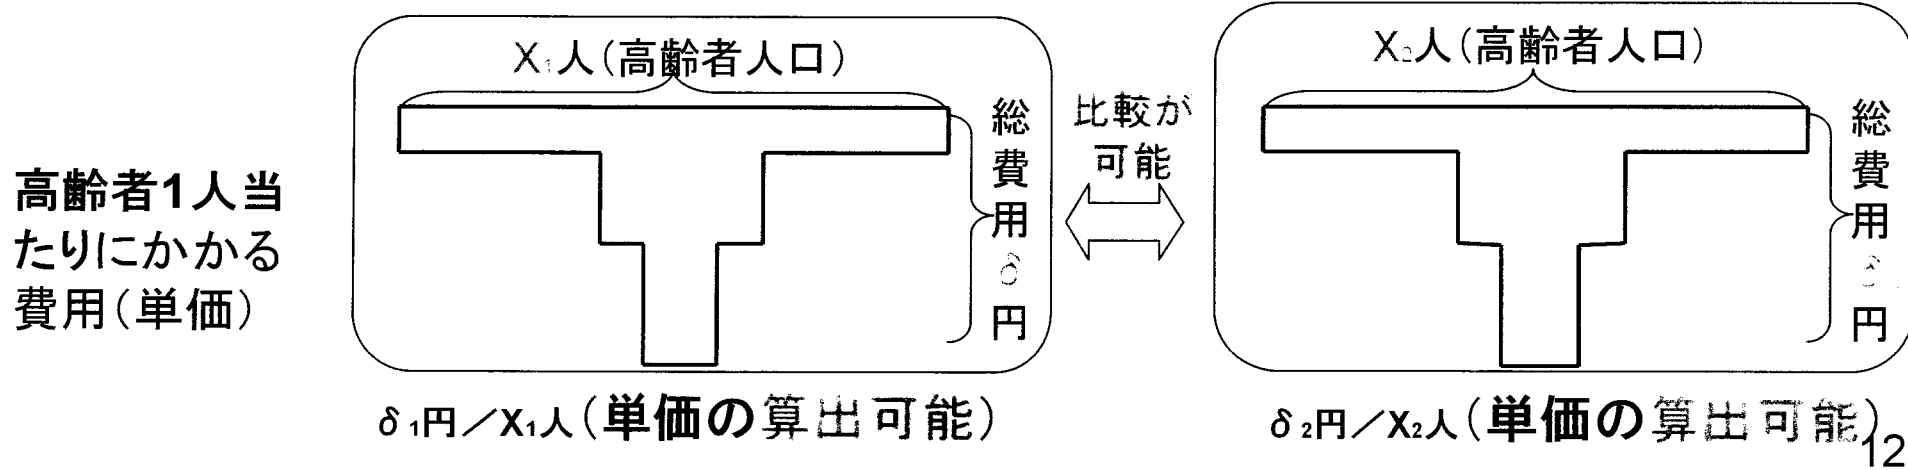 高齢者1人当
たりにかかる
費用(単価)
X₁人(高齢者人口)
総費用δ円
δ₁円／X₁人(単価の算出可能)
比較が
可能
X₂人(高齢者人口)
総費用δ円
δ₂円／X₂人(単価の算出可能)
12